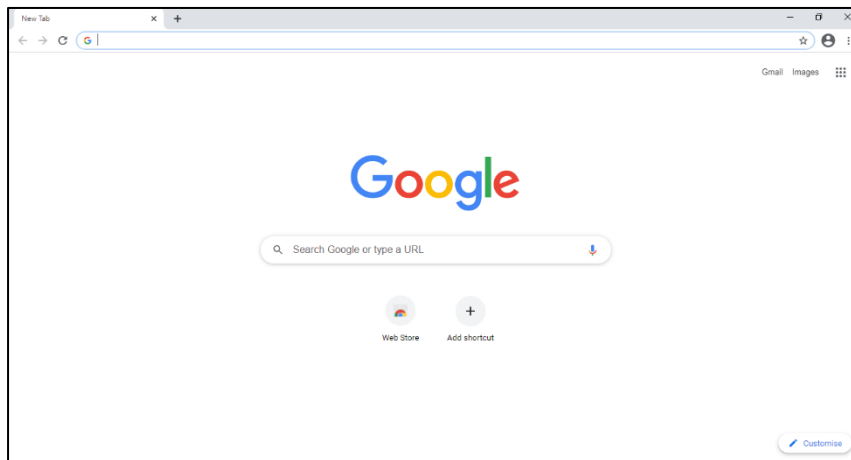 New Tab
Gmail Images
Google
Search Google or type a URL
Web Store Add shortcut
Customise